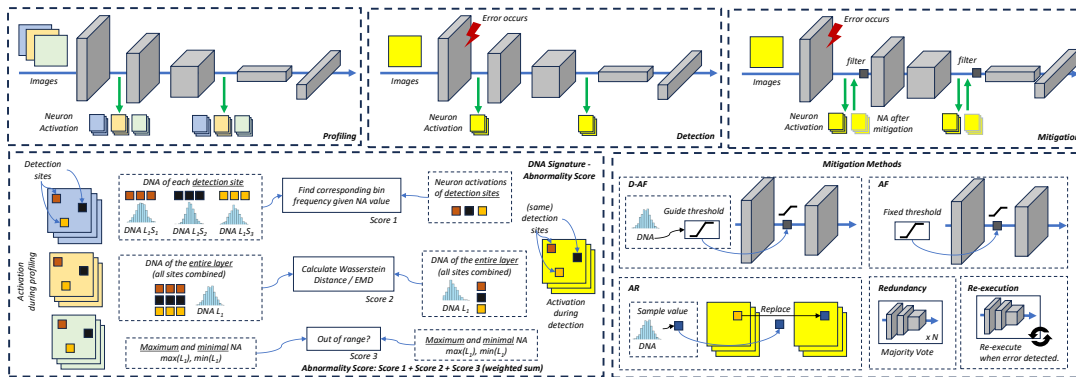 Images
Neuron
Activation
Profiling
Error occurs
Images
Neuron
Activation
Detection
Error occurs
filter
filter
Images
Neuron
Activation
NA after
mitigation
Mitigation
Detection
sites
Activation
during profiling
DNA of each detection site
DNA L₁S₁
DNA L₁S₂
DNA L₁S₃
Find corresponding bin
frequency given NA value
Score 1
Neuron activations
of detection sites
DNA Signature -
Abnormality Score
(same)
detection
sites
DNA of the entire layer
(all sites combined)
DNA L₁
Calculate Wasserstein
Distance / EMD
Score 2
DNA of the entire layer
(all sites combined)
DNA L₁
Activation during
detection
Maximum and minimal NA
max(L₁), min(L₁)
Out of range?
Score 3
Maximum and minimal NA
max(L₁), min(L₁)
Abnormality Score: Score 1 + Score 2 + Score 3 (weighted sum)
Mitigation Methods
D-AF
Guide threshold
DNA
AF
Fixed threshold
AR
Sample value
DNA
Replace
Redundancy
x N
Majority Vote
Re-execution
Re-execute
when error detected.